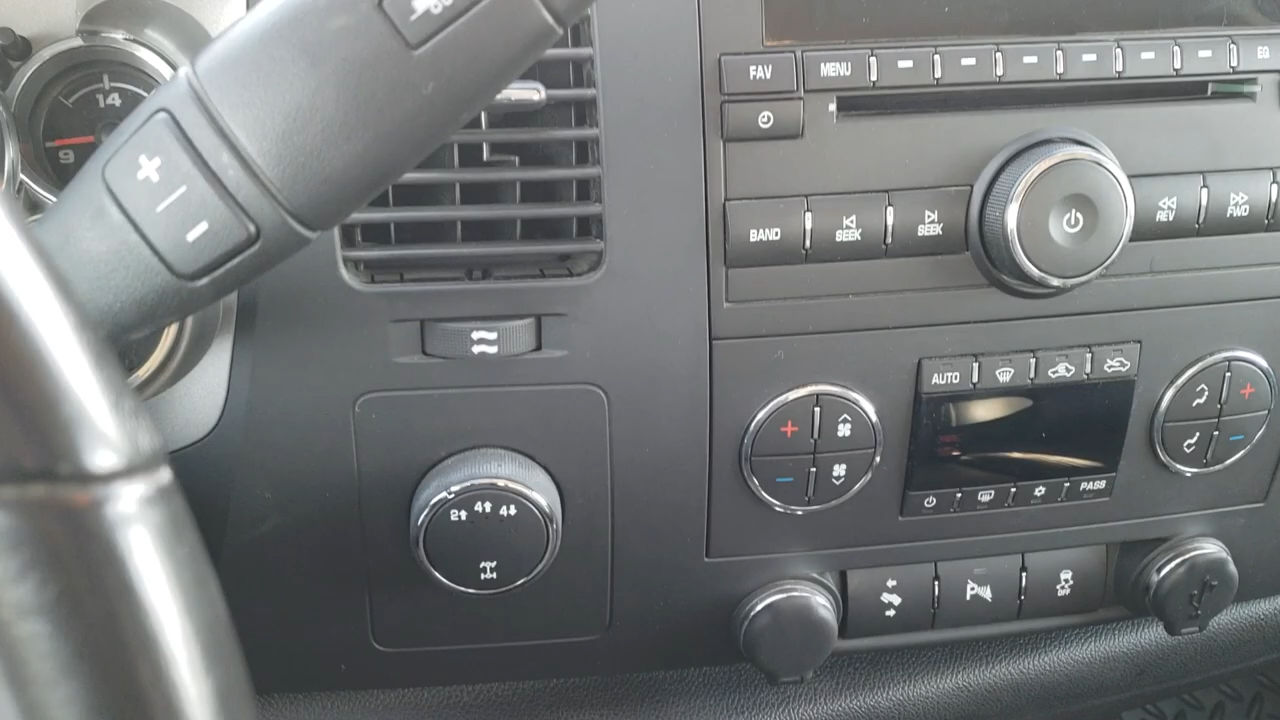 14
9
+
−
FAV
MENU
EQ
BAND
SEEK
SEEK
REV
FWD
AUTO
+
−
+
−
PASS
2↑
4↑
4↓
P
OFF